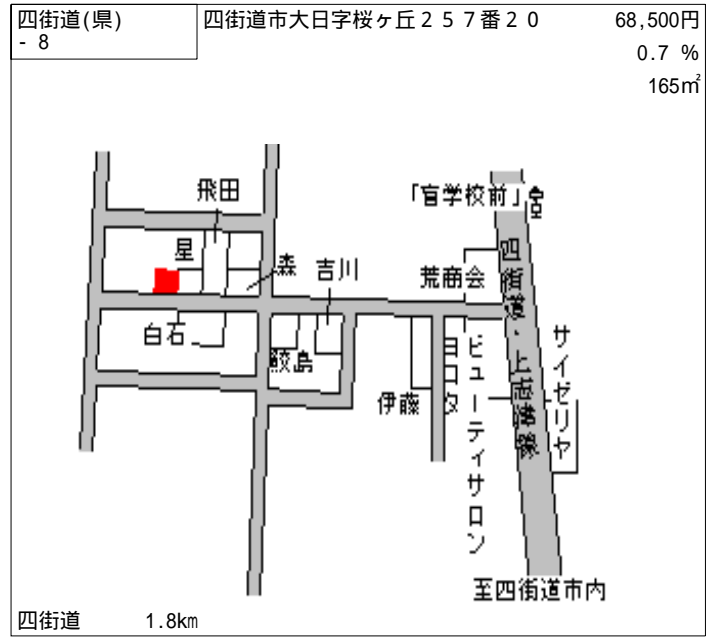 四街道(県)
- 8
四街道市大日字桜ヶ丘２５７番２０
68,500円
0.7 %
165㎡
飛田
「盲学校前」
星
森
吉川
荒商会
四街道・上志津線
白石
鮫島
伊藤
ヨロタ
ビューティサロン
サイゼリヤ
至四街道市内
四街道 1.8km